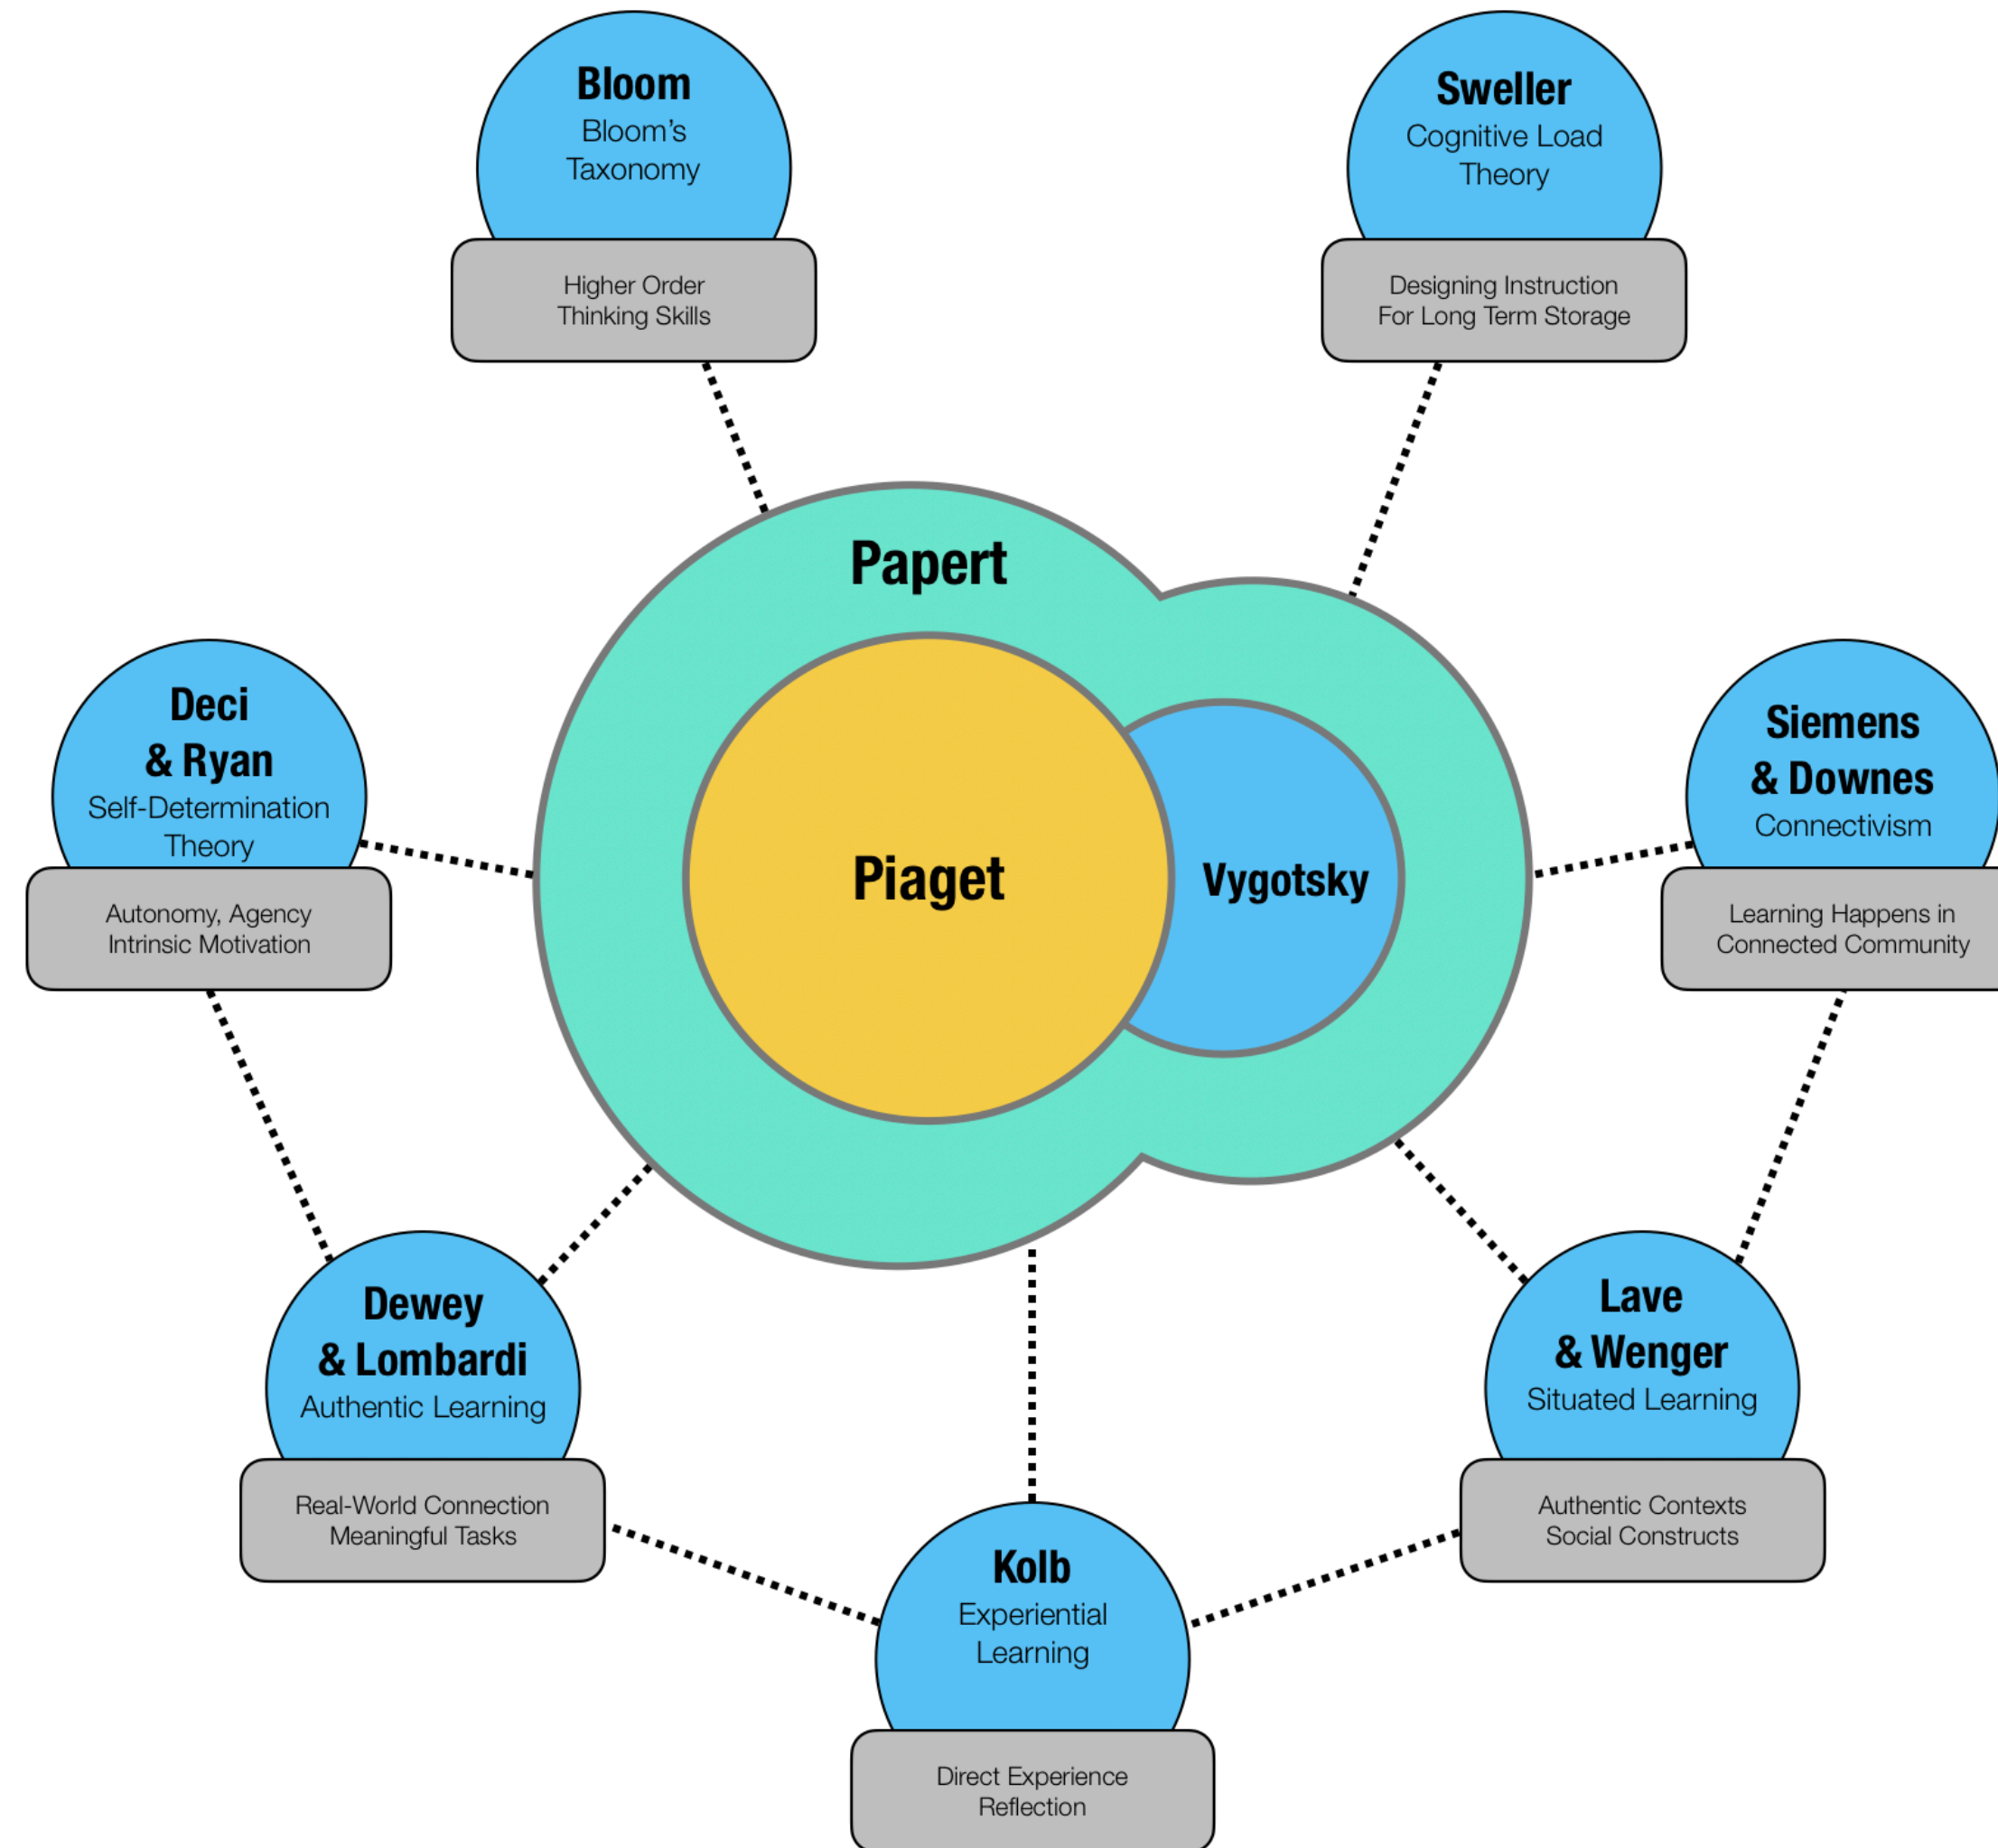 Bloom
Bloom's
Taxonomy
Higher Order
Thinking Skills
Sweller
Cognitive Load
Theory
Designing Instruction
For Long Term Storage
Papert
Piaget
Vygotsky
Deci
& Ryan
Self-Determination
Theory
Autonomy, Agency
Intrinsic Motivation
Siemens
& Downes
Connectivism
Learning Happens in
Connected Community
Dewey
& Lombardi
Authentic Learning
Real-World Connection
Meaningful Tasks
Lave
& Wenger
Situated Learning
Authentic Contexts
Social Constructs
Kolb
Experiential
Learning
Direct Experience
Reflection